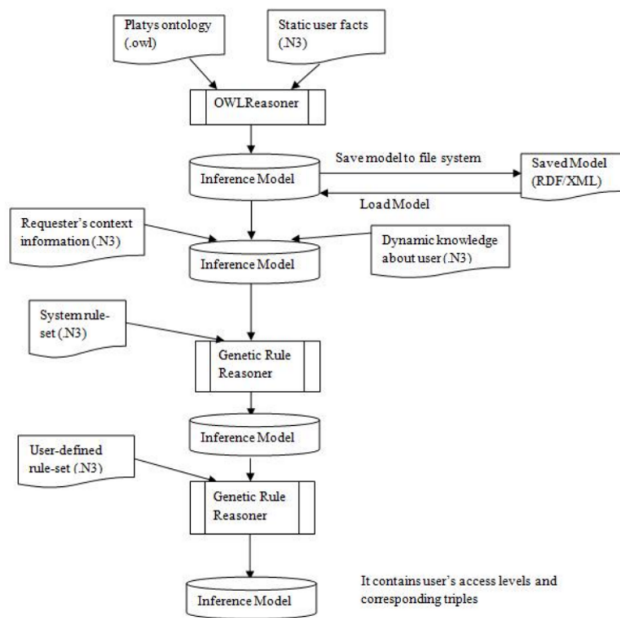 Platys ontology
(.owl)
Static user facts
(.N3)
OWLReasoner
Inference Model
Save model to file system
Load Model
Saved Model
(RDF/XML)
Requester's context
information (.N3)
Inference Model
Dynamic knowledge
about user (.N3)
System rule-
set (.N3)
Genetic Rule
Reasoner
Inference Model
User-defined
rule-set (.N3)
Genetic Rule
Reasoner
Inference Model
It contains user's access levels and
corresponding triples